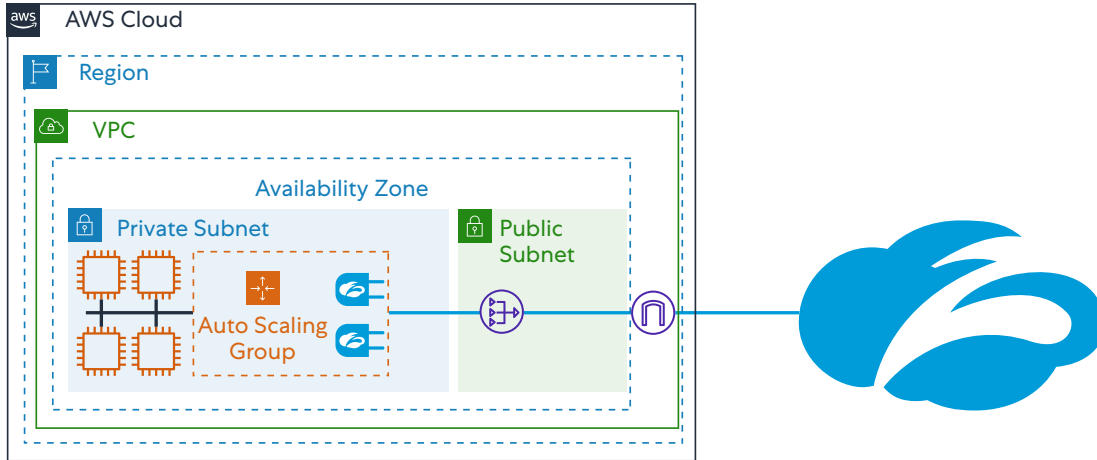 aws
AWS Cloud
Region
VPC
Availability Zone
Private Subnet
Public
Subnet
Auto Scaling
Group